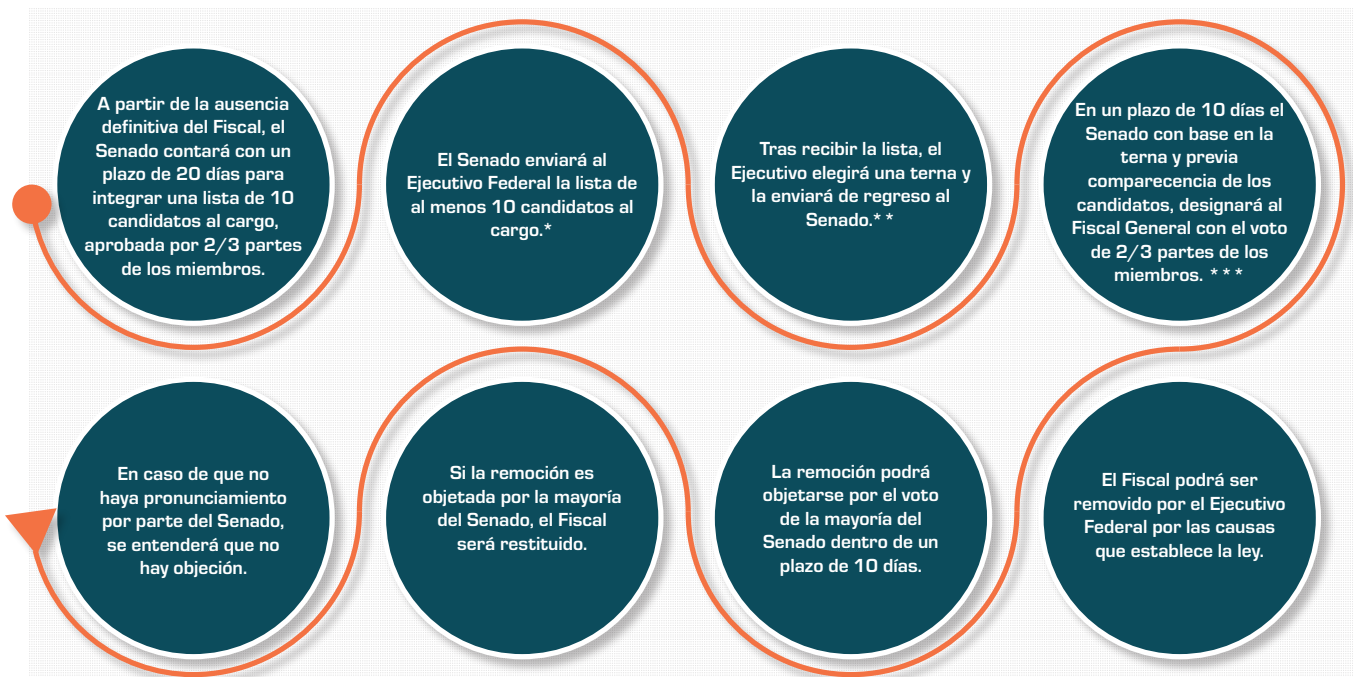 A partir de la ausencia
definitiva del Fiscal, el
Senado contará con un
plazo de 20 días para
integrar una lista de 10
candidatos al cargo,
aprobada por 2/3 partes
de los miembros.
El Senado enviará al
Ejecutivo Federal la lista de
al menos 10 candidatos al
cargo.*
Tras recibir la lista, el
Ejecutivo elegirá una terna y
la enviará de regreso al
Senado.**
En un plazo de 10 días el
Senado con base en la
terna y previa
comparecencia de los
candidatos, designará al
Fiscal General con el voto
de 2/3 partes de los
miembros. ***
El Fiscal podrá ser
removido por el Ejecutivo
Federal por las causas
que establece la ley.
La remoción podrá
objetarse por el voto
de la mayoría del
Senado dentro de un
plazo de 10 días.
Si la remoción es
objetada por la mayoría
del Senado, el Fiscal
será restituido.
En caso de que no
haya pronunciamiento
por parte del Senado,
se entenderá que no
hay objeción.